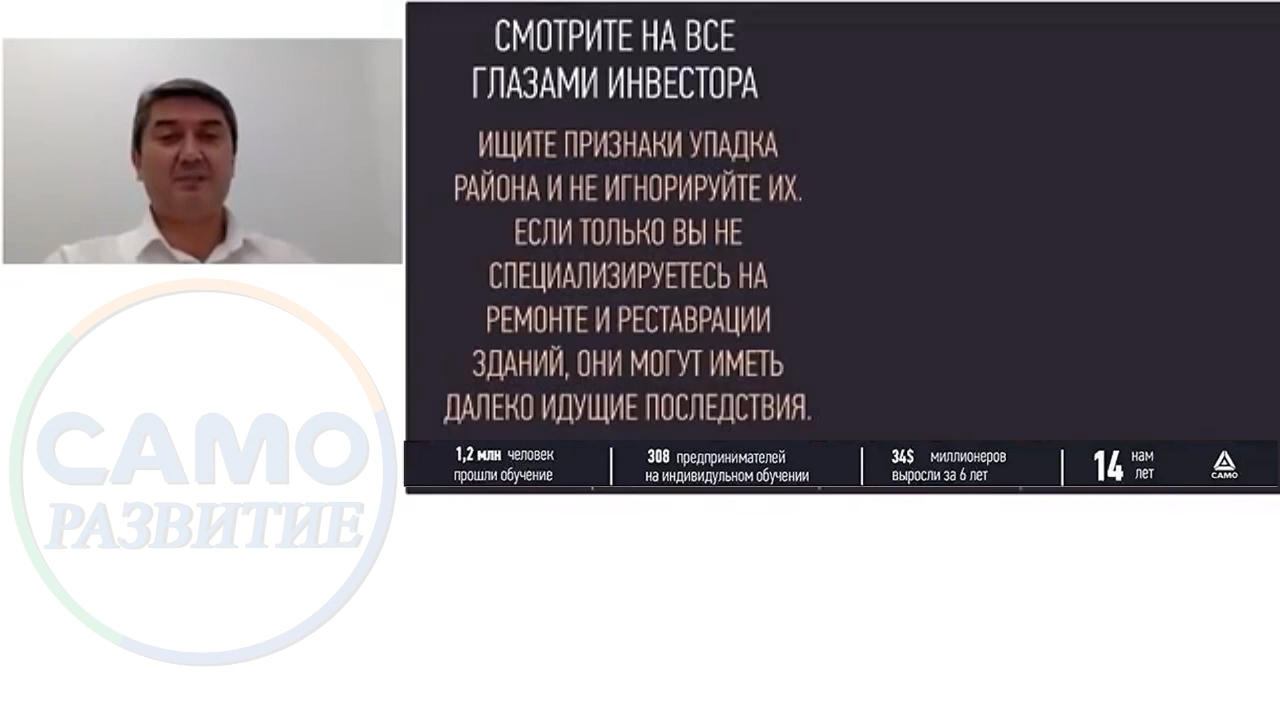 СМОТРИТЕ НА ВСЕ
ГЛАЗАМИ ИНВЕСТОРА
ИЩИТЕ ПРИЗНАКИ УПАДКА
РАЙОНА И НЕ ИГНОРИРУЙТЕ ИХ.
ЕСЛИ ТОЛЬКО ВЫ НЕ
СПЕЦИАЛИЗИРУЕТЕСЬ НА
РЕМОНТЕ И РЕСТАВРАЦИИ
ЗДАНИЙ, ОНИ МОГУТ ИМЕТЬ
ДАЛЕКО ИДУЩИЕ ПОСЛЕДСТВИЯ.
1,2 млн человек
прошли обучение
308 предпринимателей
на индивидульном обучении
34$ миллионеров
выросли за 6 лет
14 нам
лет
САМО
САМО
РАЗВИТИЕ